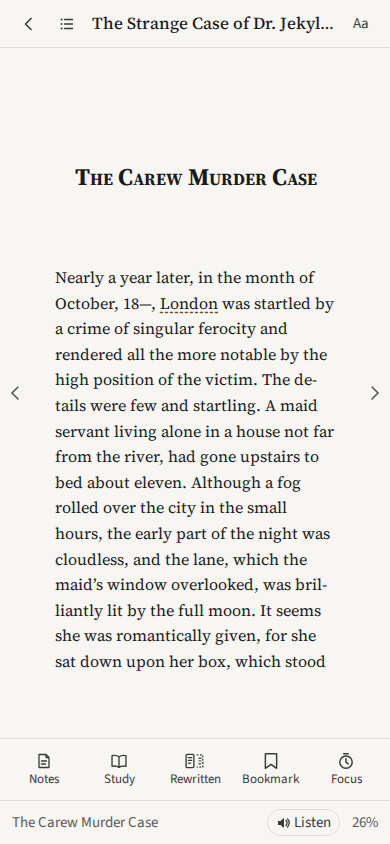 The Strange Case of Dr. Jekyl...
Aa
The Carew Murder Case
Nearly a year later, in the month of
October, 18—, London was startled by
a crime of singular ferocity and
rendered all the more notable by the
high position of the victim. The de-
tails were few and startling. A maid
servant living alone in a house not far
from the river, had gone upstairs to
bed about eleven. Although a fog
rolled over the city in the small
hours, the early part of the night was
cloudless, and the lane, which the
maid’s window overlooked, was bril-
liantly lit by the full moon. It seems
she was romantically given, for she
sat down upon her box, which stood
Notes Study Rewritten Bookmark Focus
The Carew Murder Case Listen 26%